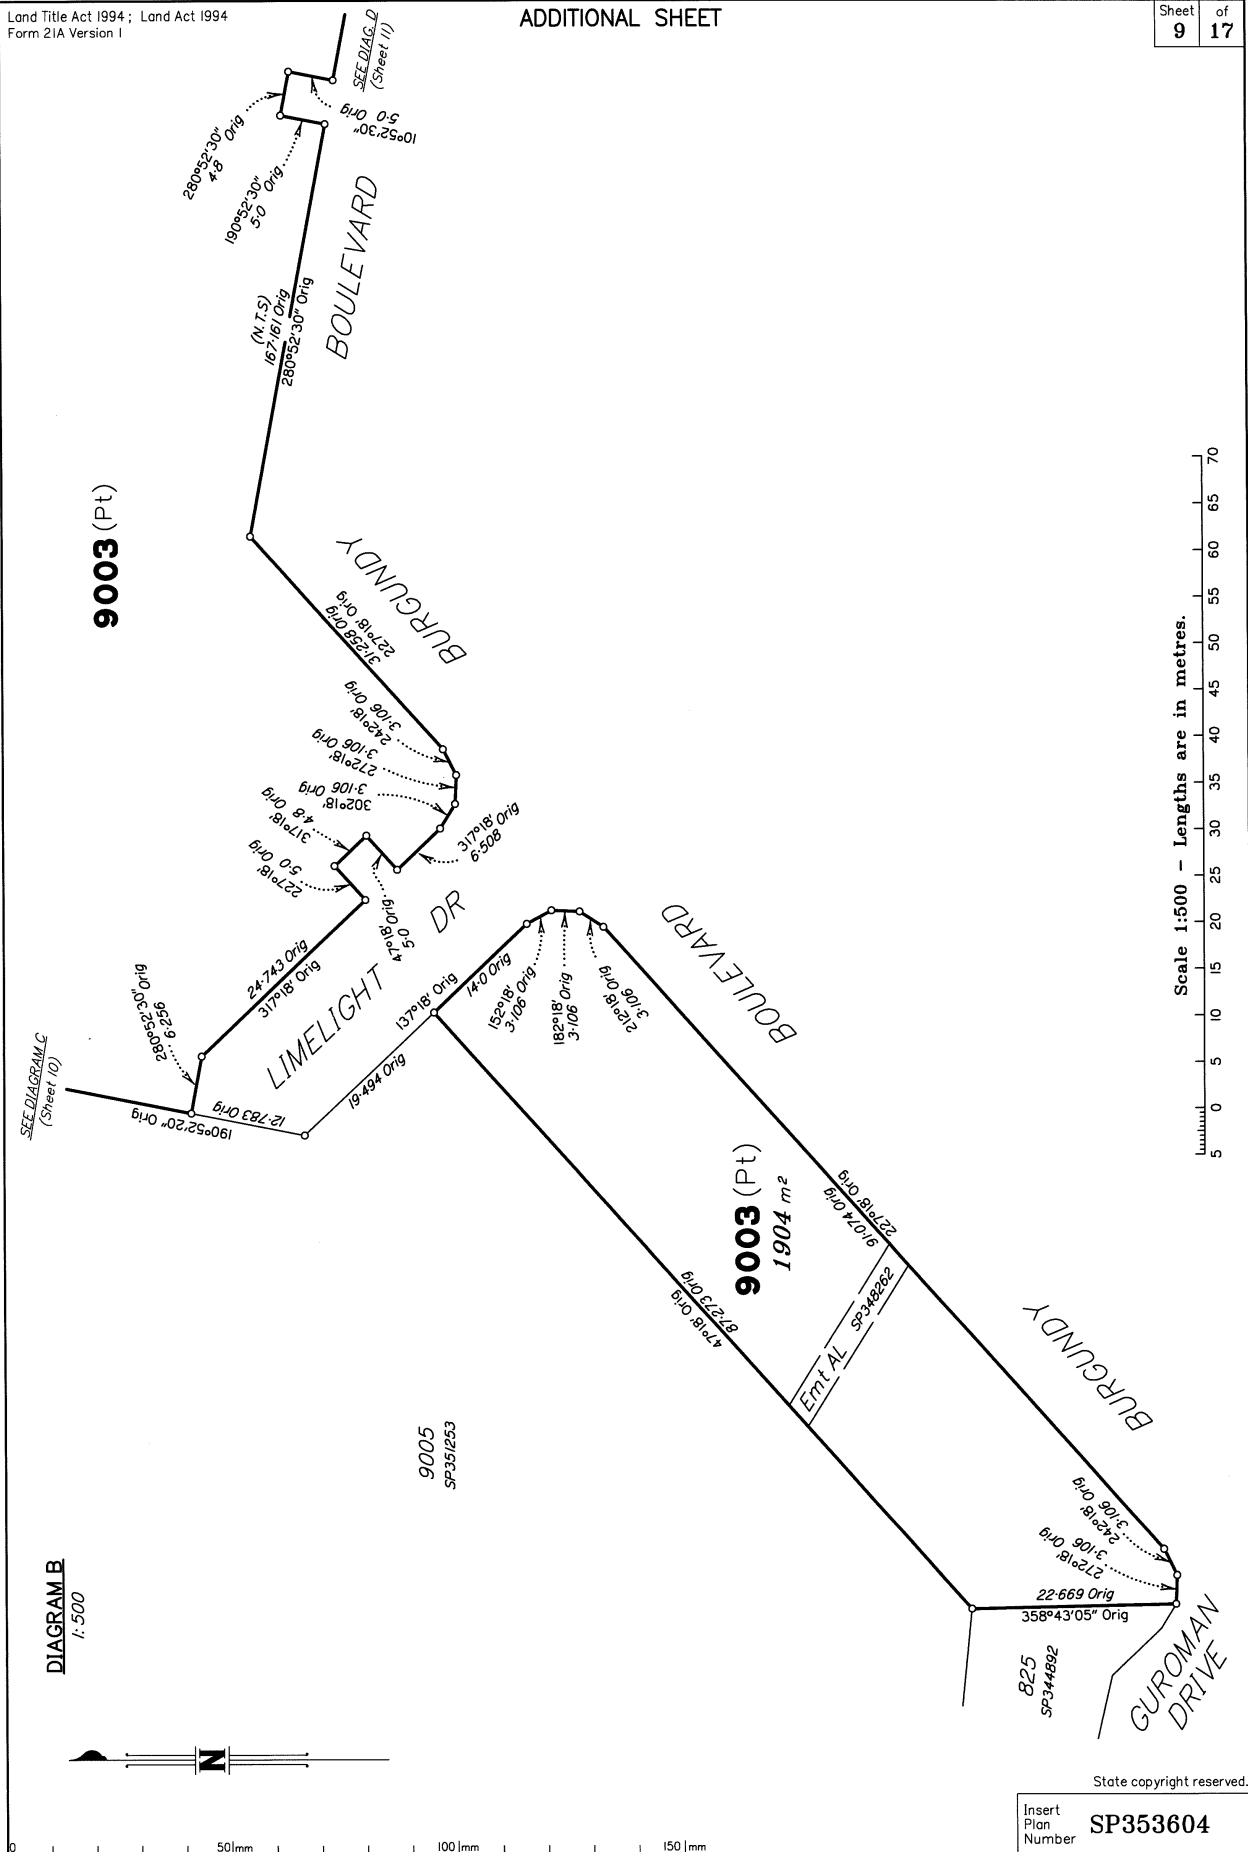 Land Title Act 1994 ; Land Act 1994
Form 21A Version 1
ADDITIONAL SHEET
Sheet of
9 17
SEE DIAG. D
(Sheet 11)
280°52'30"
4·8 Orig
190°52'30"
5·0 Orig
10°52'30"
5·0 Orig
BOULEVARD
(N.T.S)
167·161 Orig
280°52'30" Orig
9003 (Pt)
BURGUNDY
31·258 Orig
227°18' Orig
242°18'
3·106 Orig
272°18'
3·106 Orig
302°18'
3·106 Orig
317°18'
4·8 Orig
227°18'
5·0 Orig
317°18' Orig
6·508
47°18'
5·0 Orig
DR
LIMELIGHT
24·743 Orig
317°18' Orig
280°52'30" Orig
6·256
SEE DIAGRAM C
(Sheet 10)
12·783 Orig
190°52'20" Orig
19·494 Orig
137°18' Orig
14·0 Orig
152°18'
3·106 Orig
182°18'
3·106 Orig
212°18' Orig
3·106
BOULEVARD
9003 (Pt)
1904 m²
91·074 Orig
227°18' Orig
47°18' Orig
87·273 Orig
Emt AL SP348262
BURGUNDY
9005
SP351253
242°18'
3·106 Orig
272°18'
3·106 Orig
22·669 Orig
358°43'05" Orig
825
SP344892
GUROMAN
DRIVE
DIAGRAM B
1:500
N
Scale 1:500 – Lengths are in metres.
5 0 5 10 15 20 25 30 35 40 45 50 55 60 65 70
State copyright reserved.
Insert
Plan
Number
SP353604
0 50mm 100mm 150mm